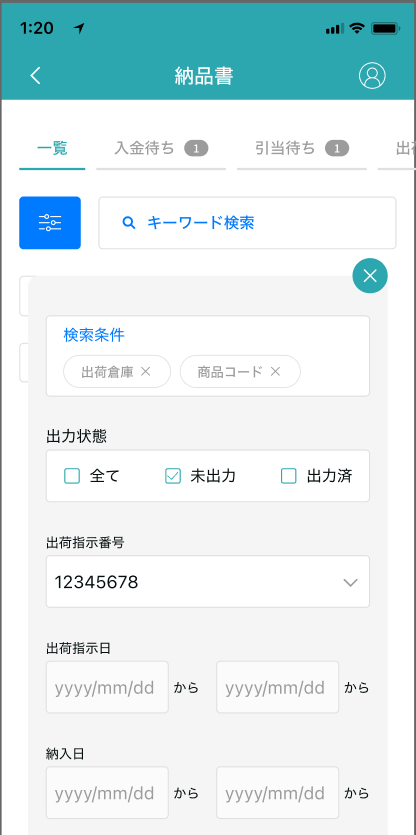 1:20
納品書
一覧 入金待ち 1 引当待ち 1 出
キーワード検索
検索条件
出荷倉庫 × 商品コード ×
出力状態
全て 未出力 出力済
出荷指示番号
12345678
出荷指示日
yyyy/mm/dd から yyyy/mm/dd から
納入日
yyyy/mm/dd から yyyy/mm/dd から